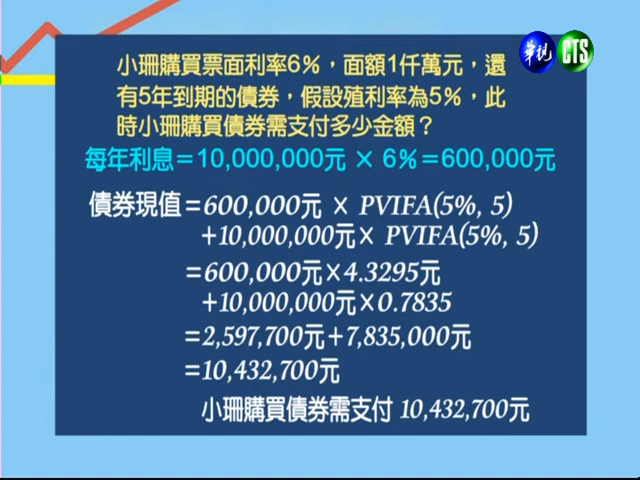 華視 CTS
小珊購買票面利率6%，面額1仟萬元，還
有5年到期的債券，假設殖利率為5%，此
時小珊購買債券需支付多少金額？
每年利息＝10,000,000元 × 6%＝600,000元
債券現值＝600,000元 × PVIFA(5%, 5)
＋10,000,000元× PVIFA(5%, 5)
＝600,000元×4.3295元
＋10,000,000元×0.7835
＝2,597,700元＋7,835,000元
＝10,432,700元
小珊購買債券需支付 10,432,700元